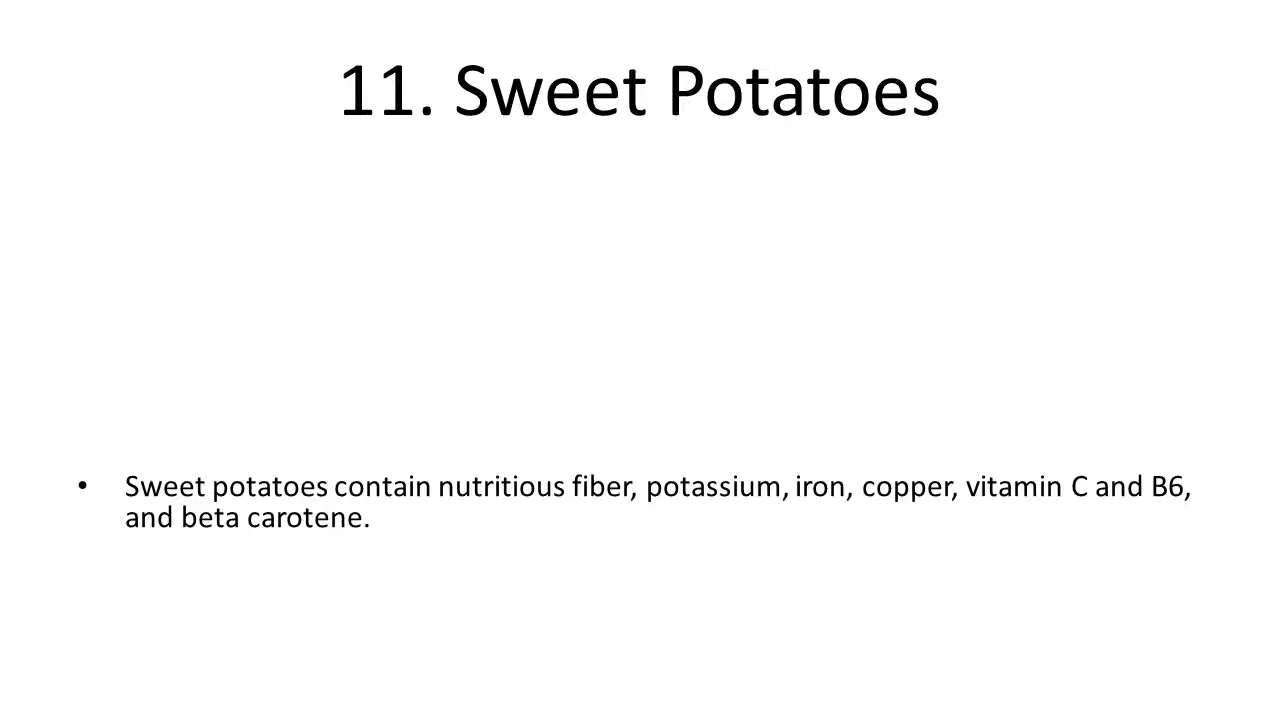 11. Sweet Potatoes
• Sweet potatoes contain nutritious fiber, potassium, iron, copper, vitamin C and B6,
and beta carotene.